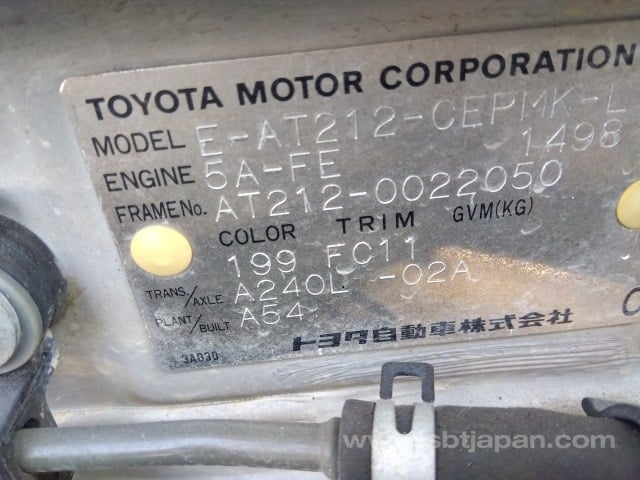 TOYOTA MOTOR CORPORATION
MODEL E-AT212-CEPMK-L
ENGINE 5A-FE 1498
FRAME No. AT212-0022050
COLOR TRIM GVM(KG)
199 FC11
TRANS./AXLE A240L -02A
PLANT/BUILT A54
トヨタ自動車株式会社
3A030
sbtjapan.com